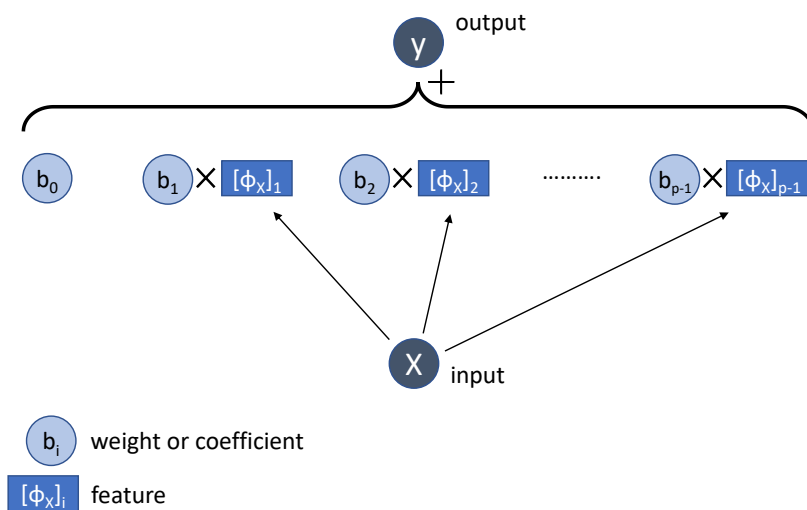 output
y
+
b₀ b₁ × [ϕₓ]₁ b₂ × [ϕₓ]₂ .......... bₚ₋₁ × [ϕₓ]ₚ₋₁
X
input
bᵢ weight or coefficient
[ϕₓ]ᵢ feature